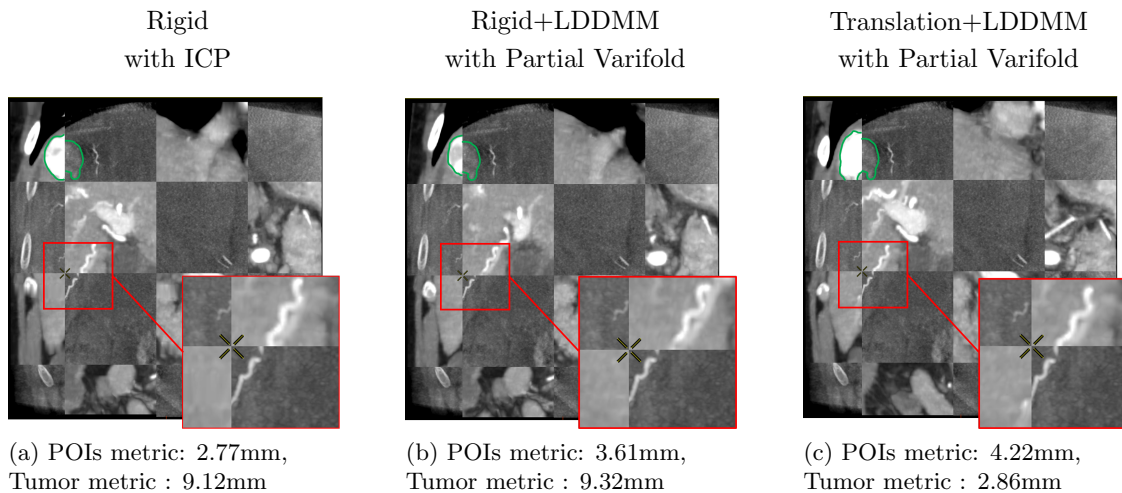 Rigid
with ICP
Rigid+LDDMM
with Partial Varifold
Translation+LDDMM
with Partial Varifold
(a) POIs metric: 2.77mm,
Tumor metric : 9.12mm
(b) POIs metric: 3.61mm,
Tumor metric : 9.32mm
(c) POIs metric: 4.22mm,
Tumor metric : 2.86mm